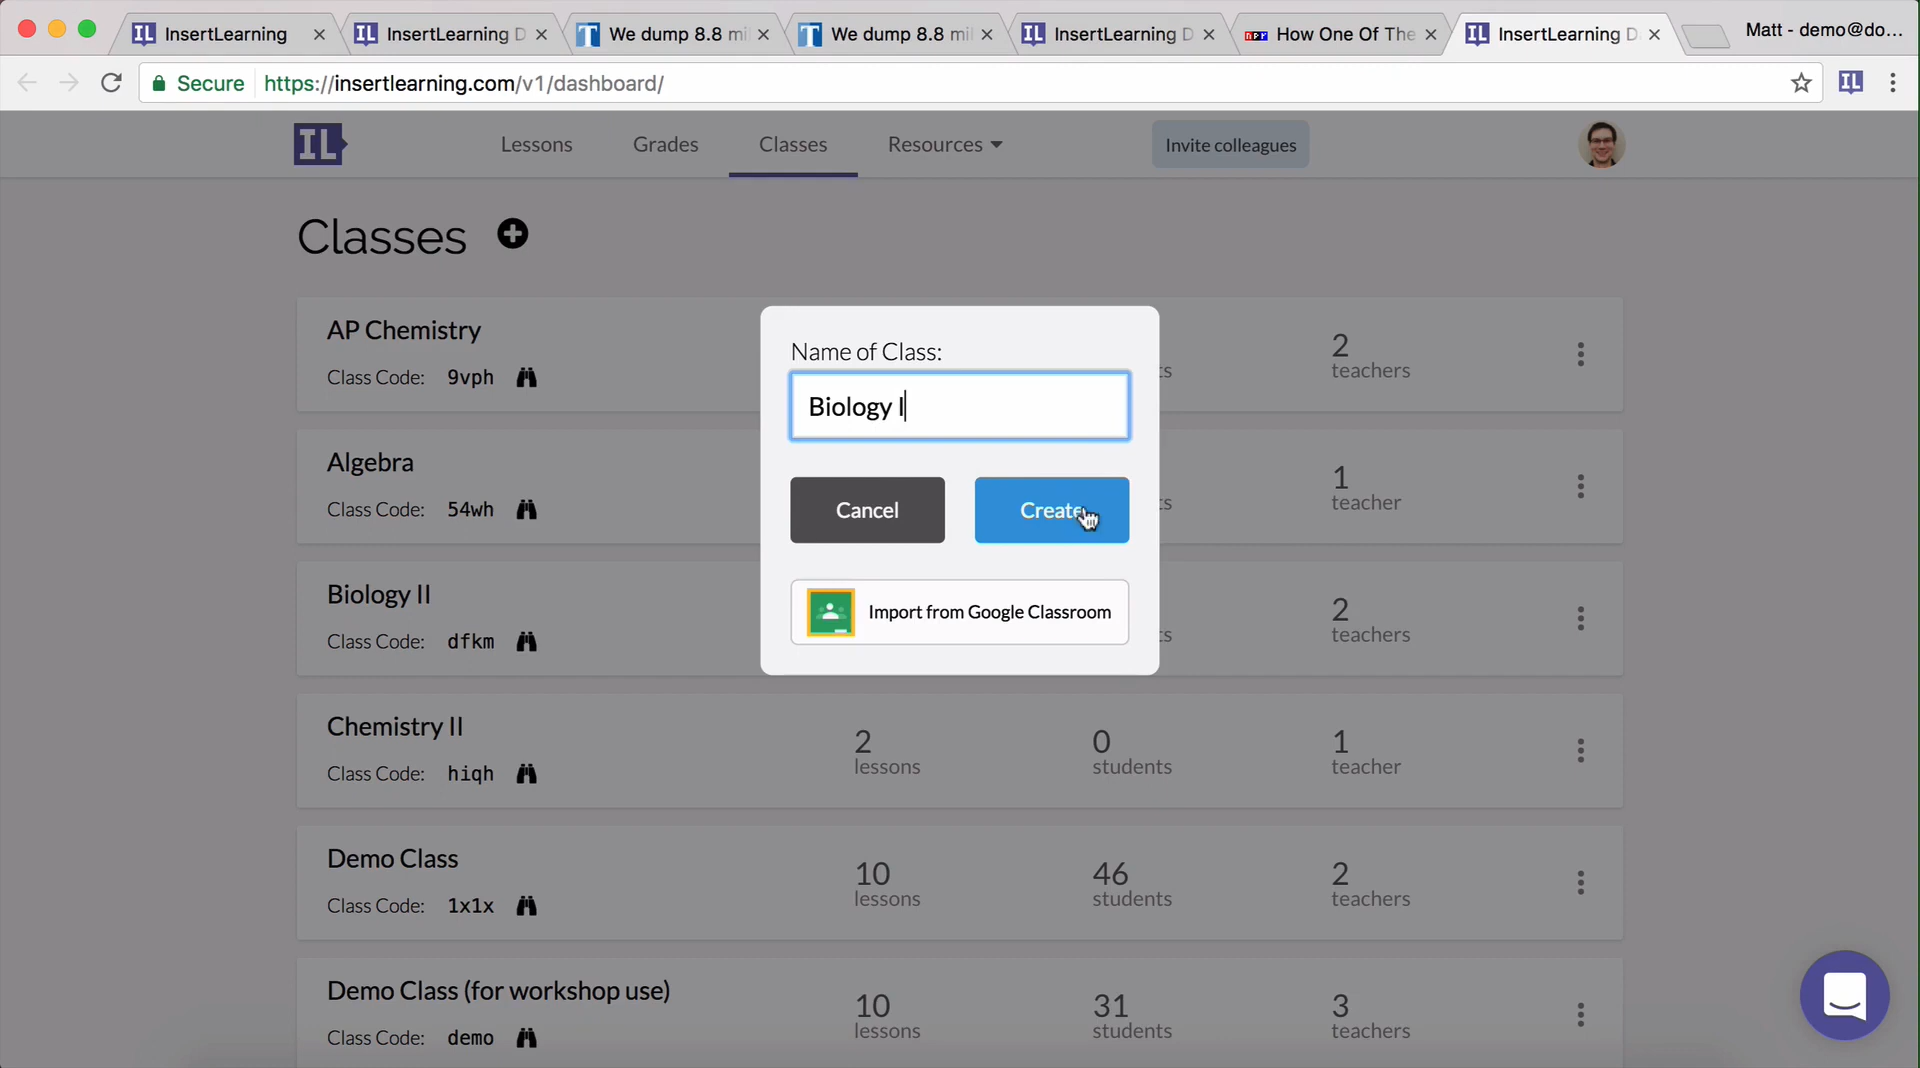 InsertLearning
InsertLearning D
We dump 8.8 mi
We dump 8.8 mil
InsertLearning D
npr How One Of The
InsertLearning D
Matt - demo@do...
Secure https://insertlearning.com/v1/dashboard/
IL
IL Lessons Grades Classes Resources Invite colleagues
Classes
AP Chemistry
Class Code: 9vph
2
teachers
Algebra
Class Code: 54wh
1
teacher
Biology II
Class Code: dfkm
2
teachers
Name of Class:
Biology I
Cancel Create
Import from Google Classroom
Chemistry II
Class Code: hiqh
2 lessons
0 students
1 teacher
Demo Class
Class Code: 1x1x
10 lessons
46 students
2 teachers
Demo Class (for workshop use)
Class Code: demo
10 lessons
31 students
3 teachers